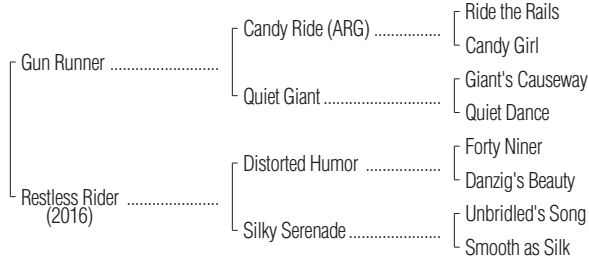 Ride the Rails
Candy Ride (ARG) ................
Candy Girl
Gun Runner ..........................
Giant's Causeway
Quiet Giant ............................
Quiet Dance
Forty Niner
Distorted Humor ..................
Danzig's Beauty
Restless Rider ......................
(2016)
Unbridled's Song
Silky Serenade ......................
Smooth as Silk